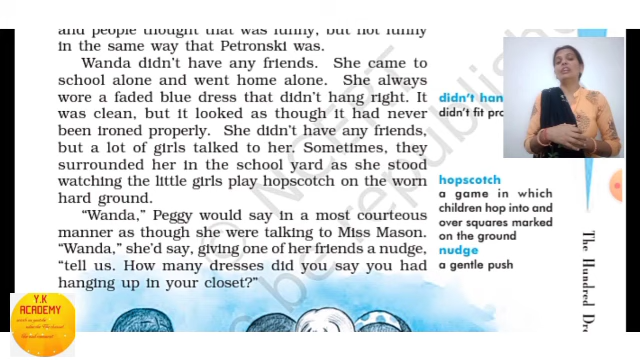 and people thought that was funny, but not funny
in the same way that Petronski was.
Wanda didn't have any friends. She came to
school alone and went home alone. She always
wore a faded blue dress that didn't hang right. It
was clean, but it looked as though it had never
been ironed properly. She didn't have any friends,
but a lot of girls talked to her. Sometimes, they
surrounded her in the school yard as she stood
watching the little girls play hopscotch on the worn
hard ground.
"Wanda," Peggy would say in a most courteous
manner as though she were talking to Miss Mason.
"Wanda," she'd say, giving one of her friends a nudge,
"tell us. How many dresses did you say you had
hanging up in your closet?"
didn't han
didn't fit pro
hopscotch
a game in which
children hop into and
over squares marked
on the ground
nudge
a gentle push
The Hundred Dre
© NCERT
be republishe
Y.K
ACADEMY